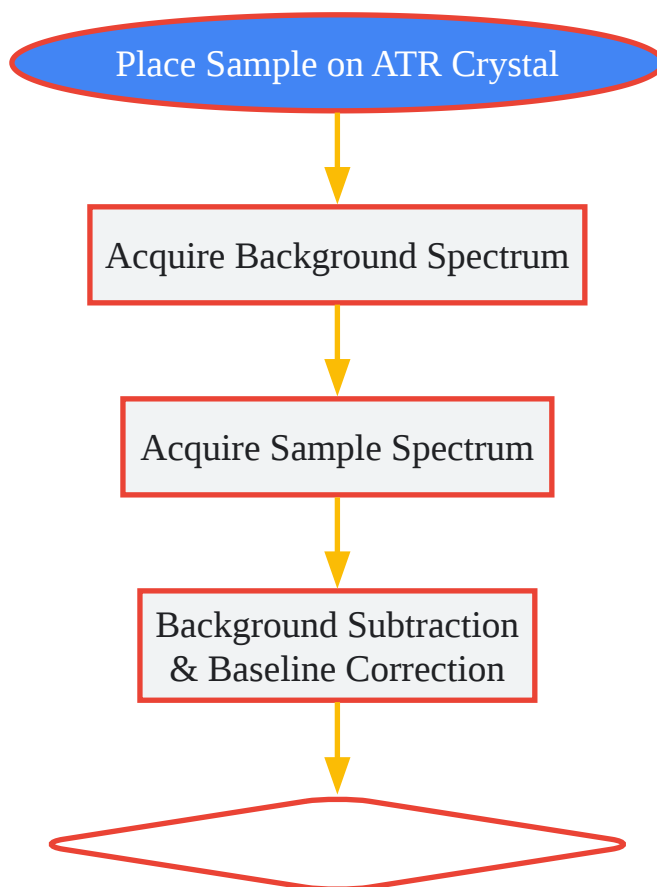 Place Sample on ATR Crystal
Acquire Background Spectrum
Acquire Sample Spectrum
Background Subtraction
& Baseline Correction